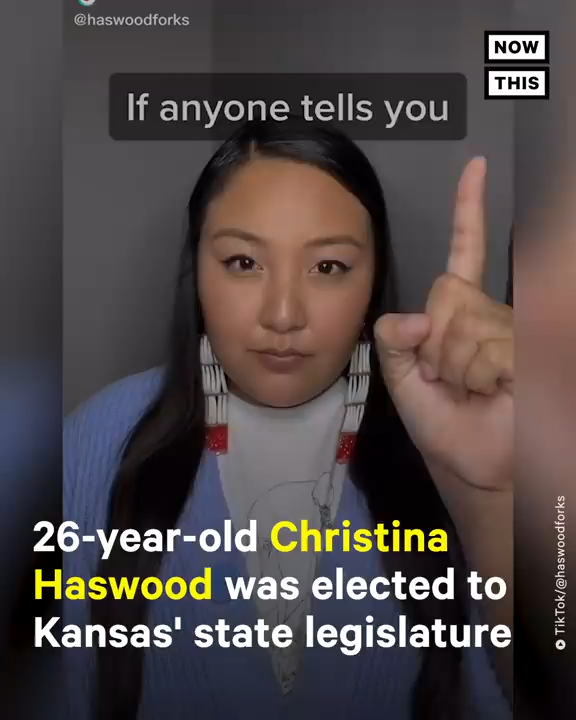 @haswoodforks
NOW
THIS
If anyone tells you
26-year-old Christina
Haswood was elected to
Kansas' state legislature
TikTok/@haswoodforks